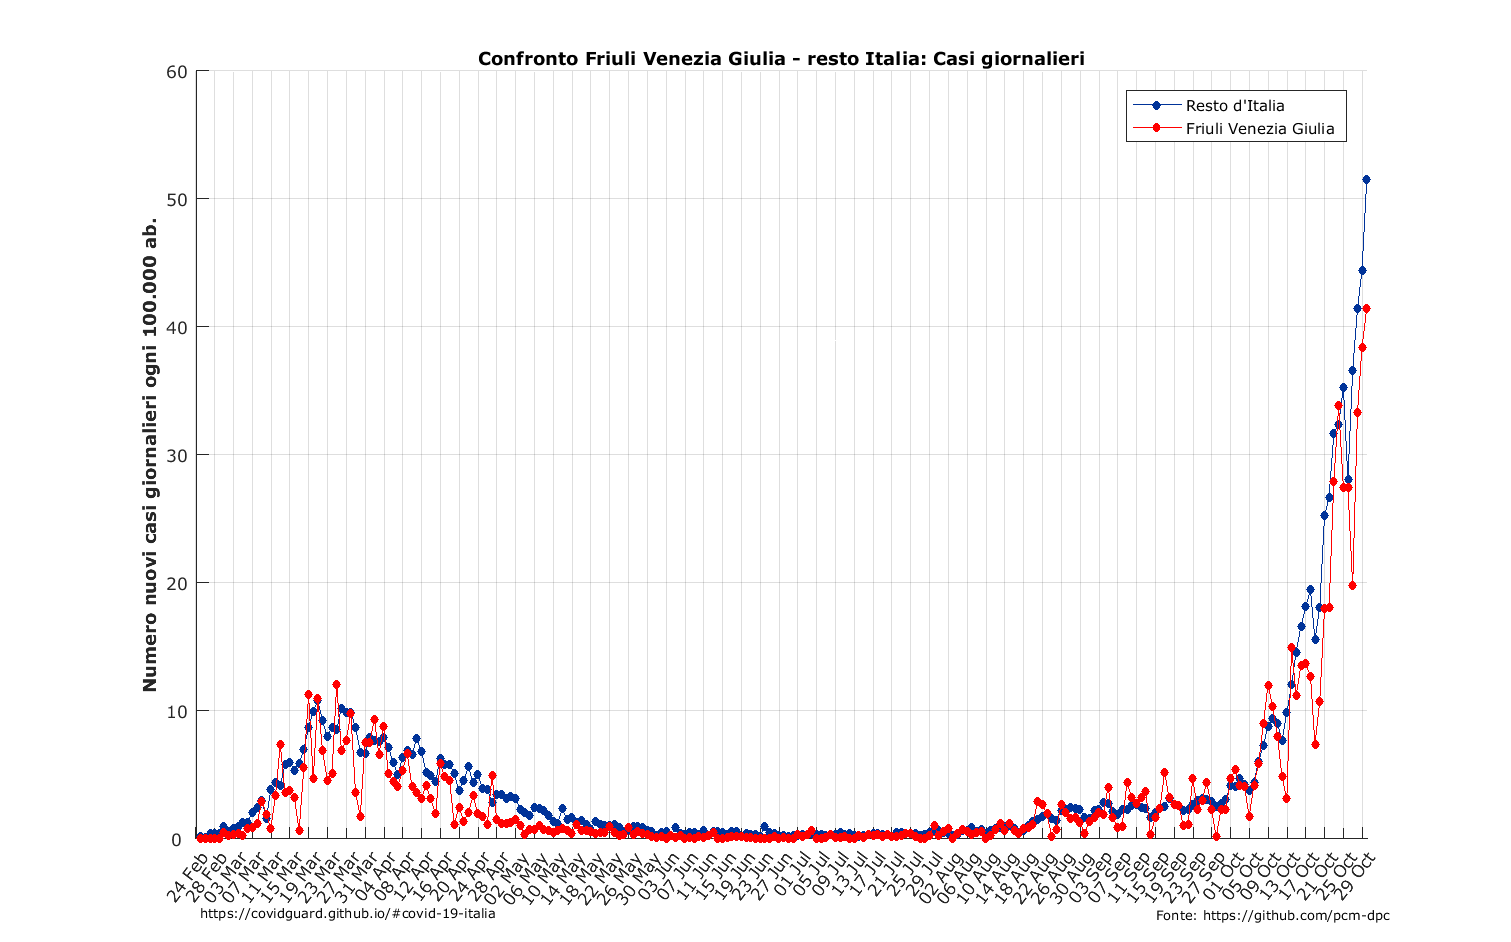 Confronto Friuli Venezia Giulia - resto Italia: Casi giornalieri
Resto d'Italia
Friuli Venezia Giulia
Numero nuovi casi giornalieri ogni 100.000 ab.
60
50
40
30
20
10
0
24 Feb
28 Feb
03 Mar
07 Mar
11 Mar
15 Mar
19 Mar
23 Mar
27 Mar
31 Mar
04 Apr
08 Apr
12 Apr
16 Apr
20 Apr
24 Apr
28 Apr
02 May
06 May
10 May
14 May
18 May
22 May
26 May
30 May
03 Jun
07 Jun
11 Jun
15 Jun
19 Jun
23 Jun
27 Jun
01 Jul
05 Jul
09 Jul
13 Jul
17 Jul
21 Jul
25 Jul
29 Jul
02 Aug
06 Aug
10 Aug
14 Aug
18 Aug
22 Aug
26 Aug
30 Aug
03 Sep
07 Sep
11 Sep
15 Sep
19 Sep
23 Sep
27 Sep
01 Oct
05 Oct
09 Oct
13 Oct
17 Oct
21 Oct
25 Oct
29 Oct
https://covidguard.github.io/#covid-19-italia
Fonte: https://github.com/pcm-dpc